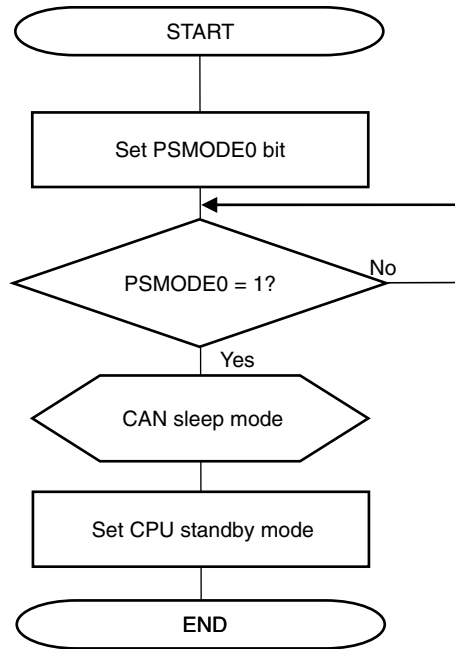 START
Set PSMODE0 bit
PSMODE0 = 1?
No
Yes
CAN sleep mode
Set CPU standby mode
END